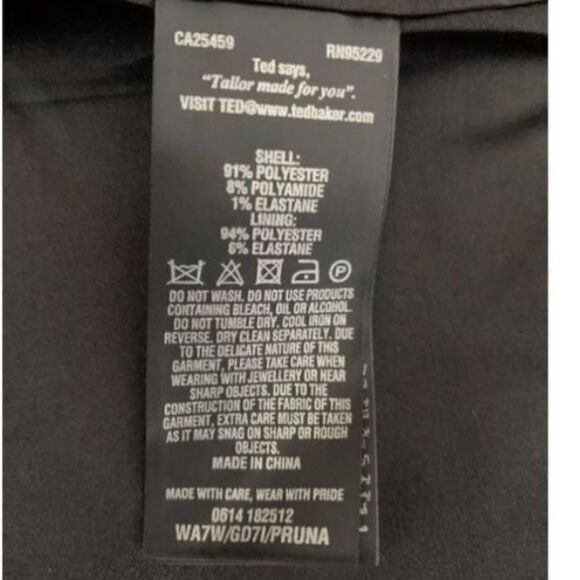 CA25459 RN95229
Ted says,
"Tailor made for you".
VISIT TED@www.tedbaker.com
SHELL:
91% POLYESTER
8% POLYAMIDE
1% ELASTANE
LINING:
94% POLYESTER
6% ELASTANE
P
DO NOT WASH. DO NOT USE PRODUCTS
CONTAINING BLEACH, OIL OR ALCOHOL.
DO NOT TUMBLE DRY. COOL IRON ON
REVERSE. DRY CLEAN SEPARATELY. DUE
TO THE DELICATE NATURE OF THIS
GARMENT, PLEASE TAKE CARE WHEN
WEARING WITH JEWELLERY OR NEAR
SHARP OBJECTS. DUE TO THE
CONSTRUCTION OF THE FABRIC OF THIS
GARMENT, EXTRA CARE MUST BE TAKEN
AS IT MAY SNAG ON SHARP OR ROUGH
OBJECTS.
MADE IN CHINA
MADE WITH CARE, WEAR WITH PRIDE
0614 182512
WA7W/GD7I/PRUNA